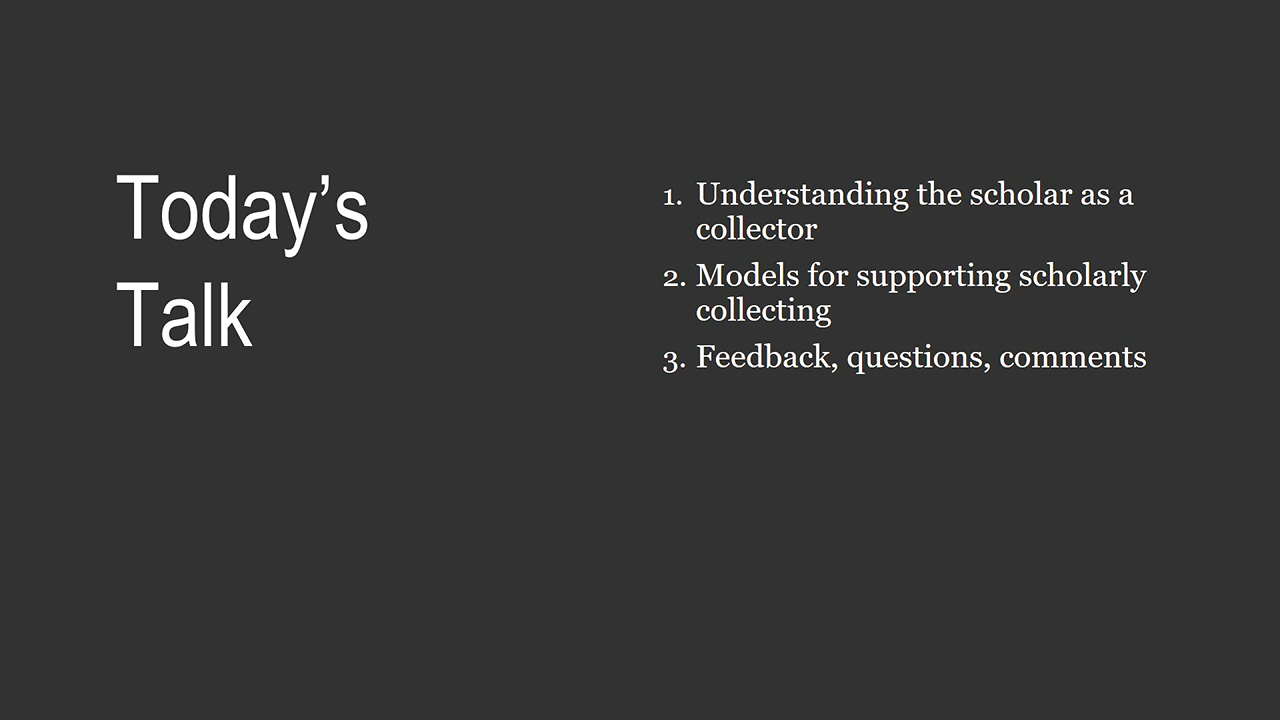 Today’s
Talk
1. Understanding the scholar as a
collector
2. Models for supporting scholarly
collecting
3. Feedback, questions, comments